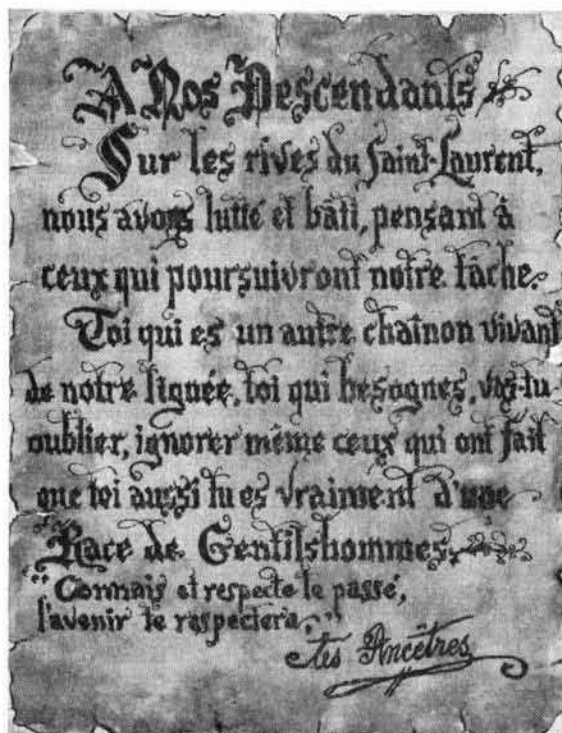 A Nos Descendants
Sur les rives du Saint-Laurent,
nous avons lutté et bâti, pensant à
ceux qui poursuivront notre tâche.
Toi qui es un autre chaînon vivant
de notre lignée, toi qui besognes, vas-tu
oublier, ignorer même ceux qui ont fait
que toi aussi tu es vraiment d'une
Race de Gentilshommes.
"Connais et respecte le passé,
l'avenir te respectera."
tes Ancêtres